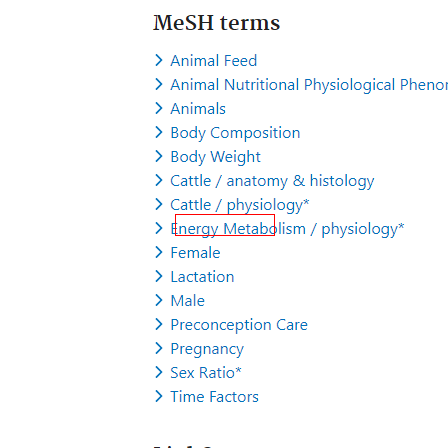 MeSH terms
Animal Feed
Animal Nutritional Physiological
Animals
Body Composition
Body Weight
Cattle / anatomy & histology
Cattle / physiology*
Energy Metabolism / physiology*
Female
Lactation
Male
Preconception Care
Pregnancy
Sex Ratio*
Time Factors